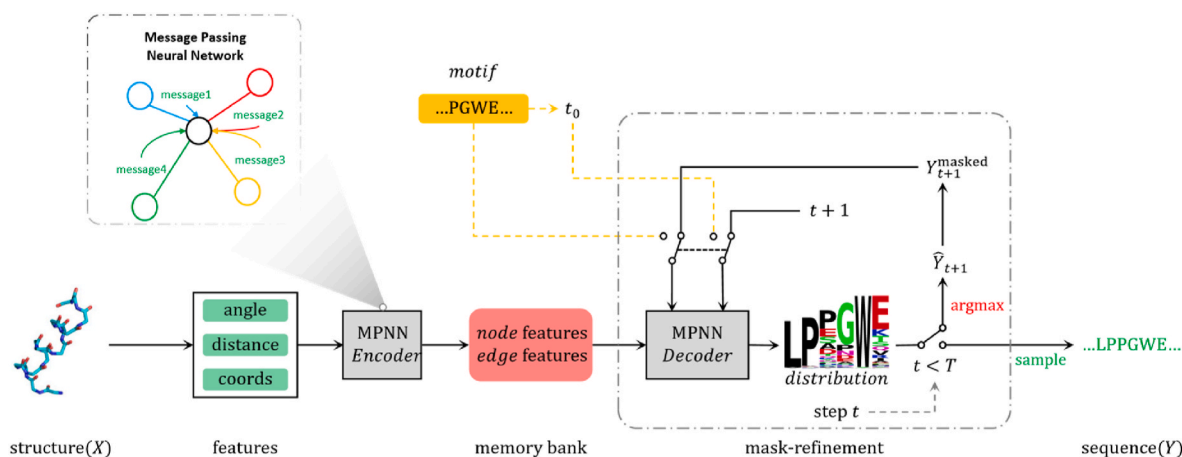 Message Passing
Neural Network
message1
message2
message3
message4
motif
...PGWE...
t₀
Y^masked_t+1
t + 1
Ŷ_t+1
argmax
angle
distance
coords
MPNN
Encoder
node features
edge features
MPNN
Decoder
LPPGWE
distribution
t < T
sample
...LPPGWE...
step t
structure(X)
features
memory bank
mask-refinement
sequence(Y)